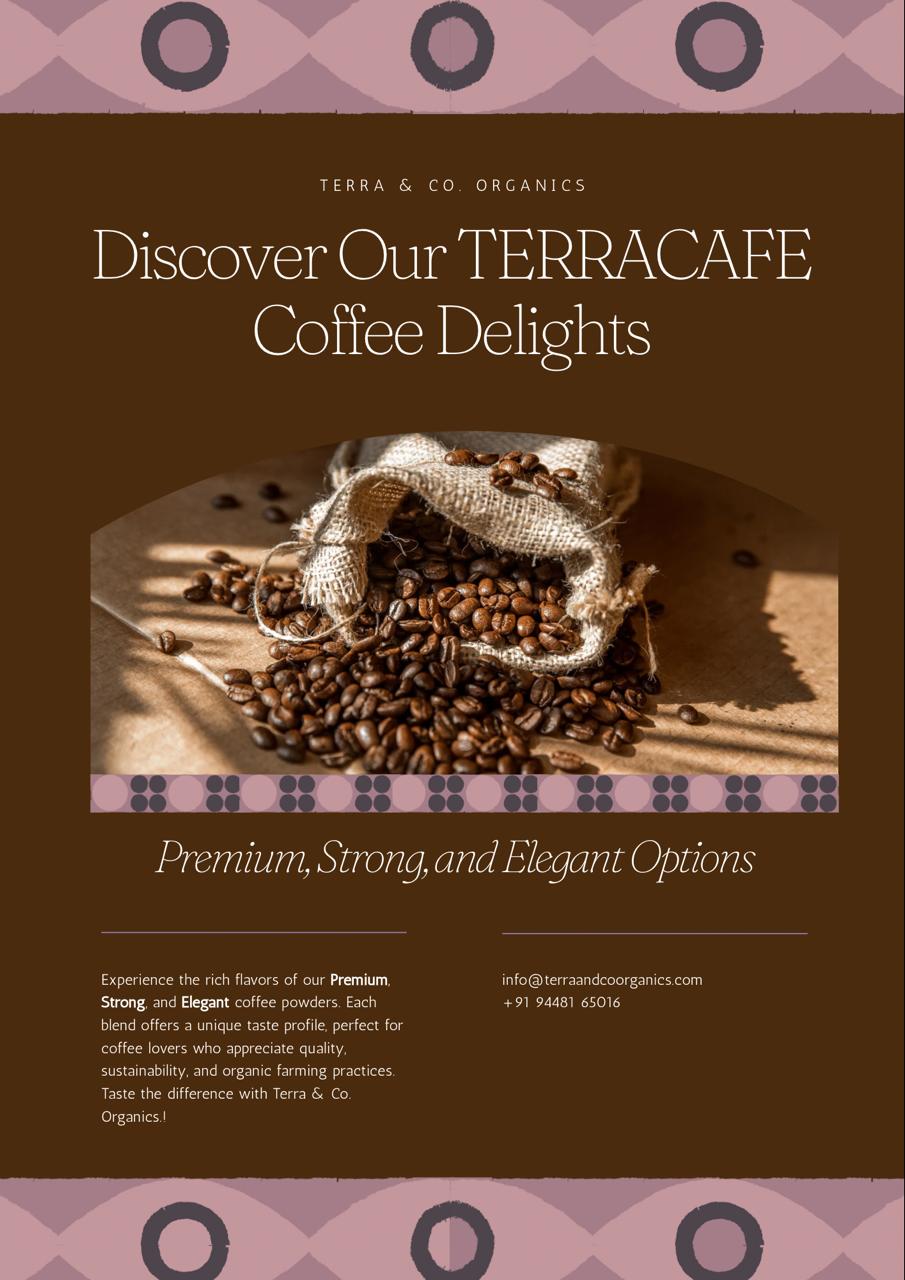 TERRA & CO. ORGANICS
Discover Our TERRACAFE
Coffee Delights
Premium, Strong, and Elegant Options
Experience the rich flavors of our Premium,
Strong, and Elegant coffee powders. Each
blend offers a unique taste profile, perfect for
coffee lovers who appreciate quality,
sustainability, and organic farming practices.
Taste the difference with Terra & Co.
Organics.!
info@terraandcoorganics.com
+91 94481 65016